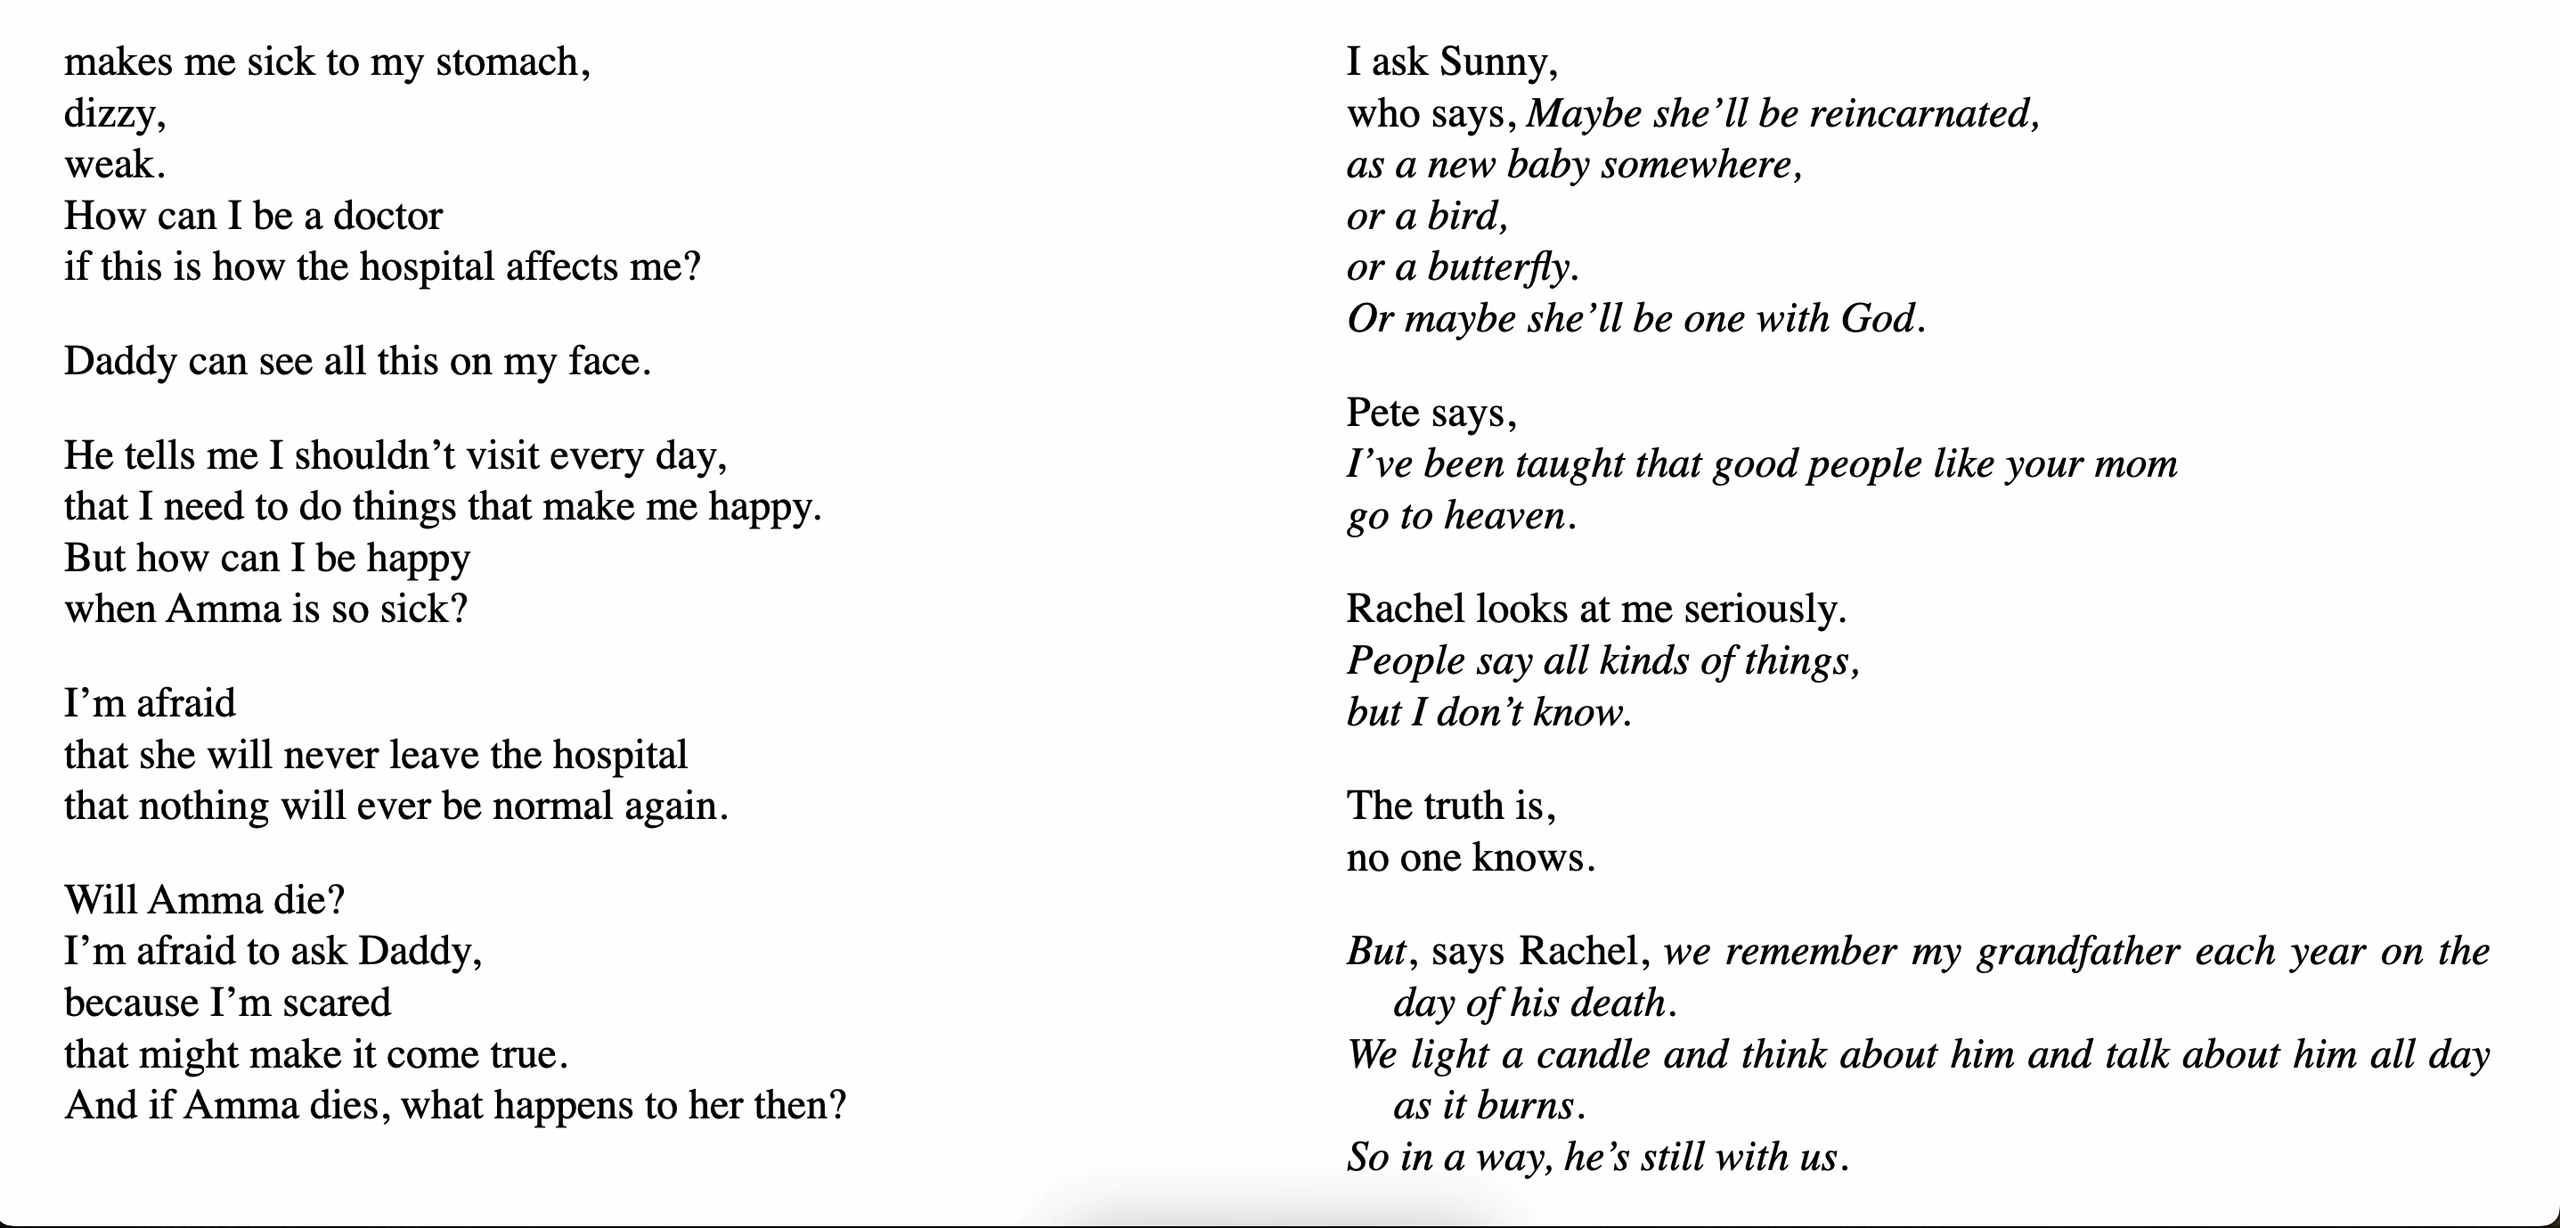 makes me sick to my stomach,
dizzy,
weak.
How can I be a doctor
if this is how the hospital affects me?
Daddy can see all this on my face.
He tells me I shouldn’t visit every day,
that I need to do things that make me happy.
But how can I be happy
when Amma is so sick?
I’m afraid
that she will never leave the hospital
that nothing will ever be normal again.
Will Amma die?
I’m afraid to ask Daddy,
because I’m scared
that might make it come true.
And if Amma dies, what happens to her then?
I ask Sunny,
who says, Maybe she’ll be reincarnated,
as a new baby somewhere,
or a bird,
or a butterfly.
Or maybe she’ll be one with God.
Pete says,
I’ve been taught that good people like your mom
go to heaven.
Rachel looks at me seriously.
People say all kinds of things,
but I don’t know.
The truth is,
no one knows.
But, says Rachel, we remember my grandfather each year on the
day of his death.
We light a candle and think about him and talk about him all day
as it burns.
So in a way, he’s still with us.